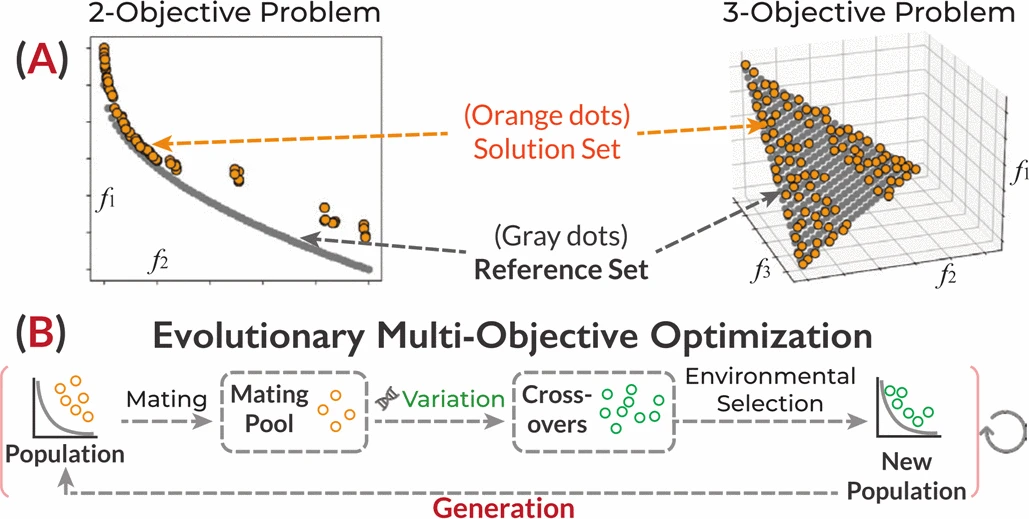 2-Objective Problem
3-Objective Problem
(A)
(Orange dots)
Solution Set
f1
f2
(Gray dots)
Reference Set
f1
f2
f3
(B)
Evolutionary Multi-Objective Optimization
Population
Mating
Mating
Pool
Variation
Cross-
overs
Environmental
Selection
New
Population
Generation